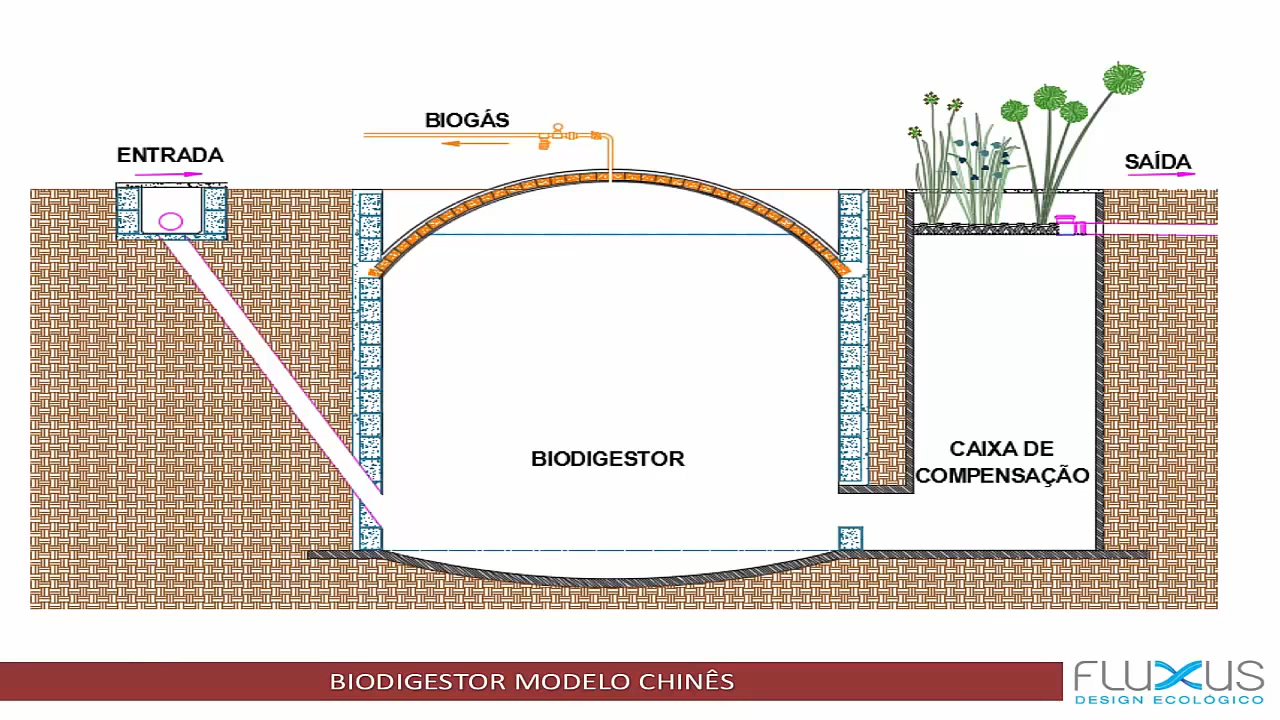 BIOGÁS
ENTRADA
SAÍDA
BIODIGESTOR
CAIXA DE
COMPENSAÇÃO
BIODIGESTOR MODELO CHINÊS
FLUXUS
DESIGN ECOLÓGICO